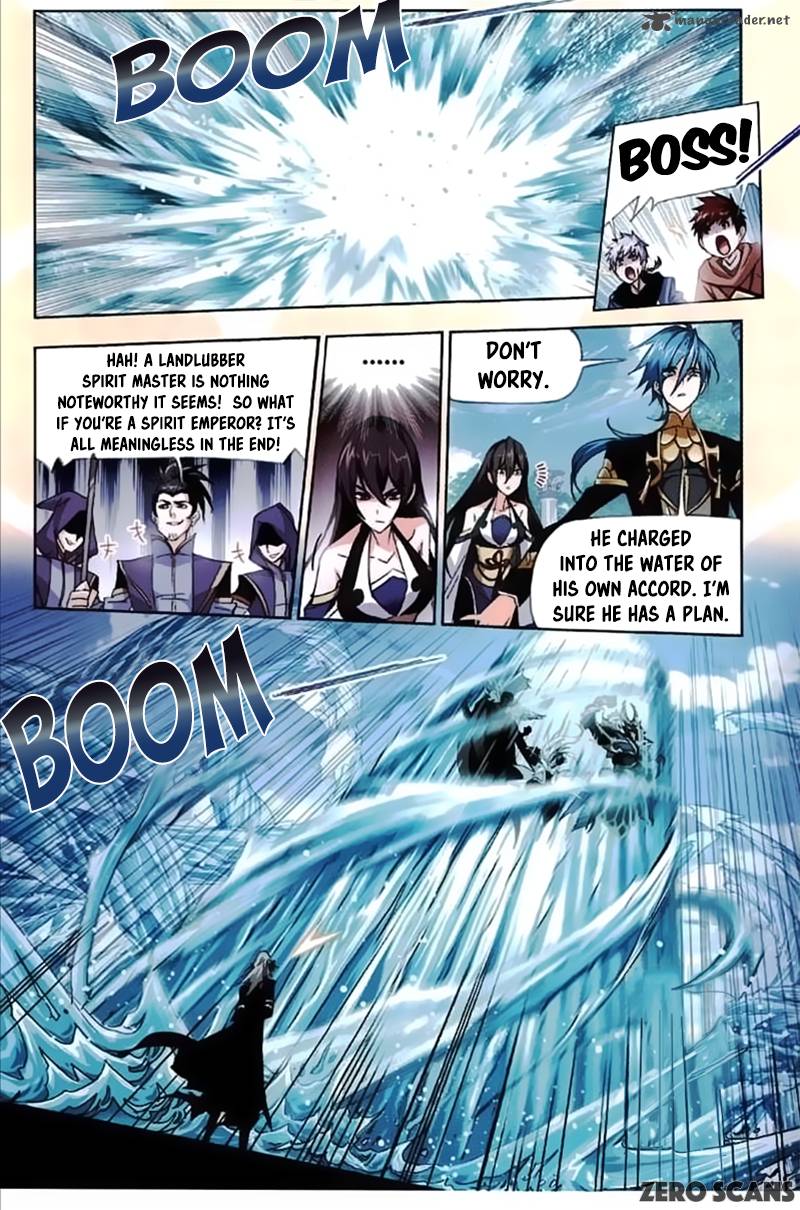 BOOM
BOSS!
HAH! A LANDLUBBER
SPIRIT MASTER IS NOTHING
NOTEWORTHY IT SEEMS! SO WHAT
IF YOU'RE A SPIRIT EMPEROR? IT'S
ALL MEANINGLESS IN THE END!
......
DON'T
WORRY.
HE CHARGED
INTO THE WATER OF
HIS OWN ACCORD. I'M
SURE HE HAS A PLAN.
BOOM
ZERO SCANS